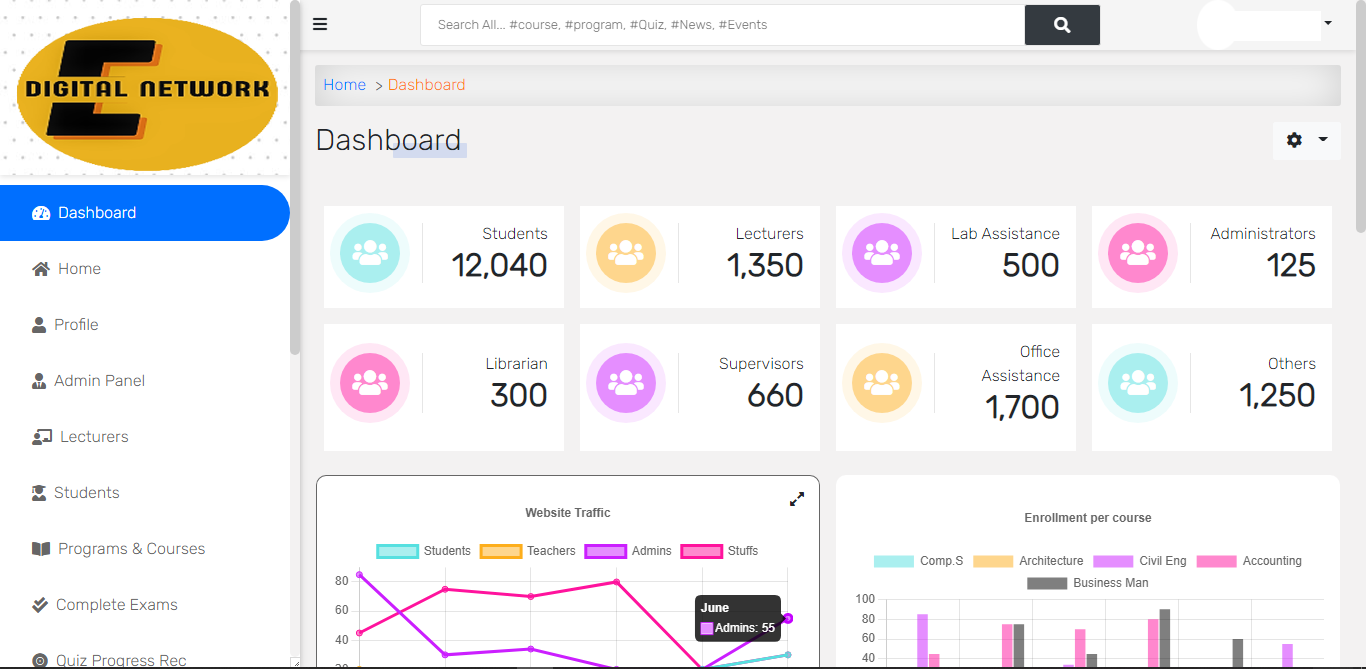 DIGITAL NETWORK
Search All... #course, #program, #Quiz, #News, #Events
Home > Dashboard
Dashboard
Dashboard
Home
Profile
Admin Panel
Lecturers
Students
Programs & Courses
Complete Exams
Quiz Progress Rec
Students
12,040
Lecturers
1,350
Lab Assistance
500
Administrators
125
Librarian
300
Supervisors
660
Office
Assistance
1,700
Others
1,250
Website Traffic
Students Teachers Admins Stuffs
80
60
40
20
June
Admins: 55
Enrollment per course
Comp.S Architecture Civil Eng Accounting
Business Man
100
80
60
40